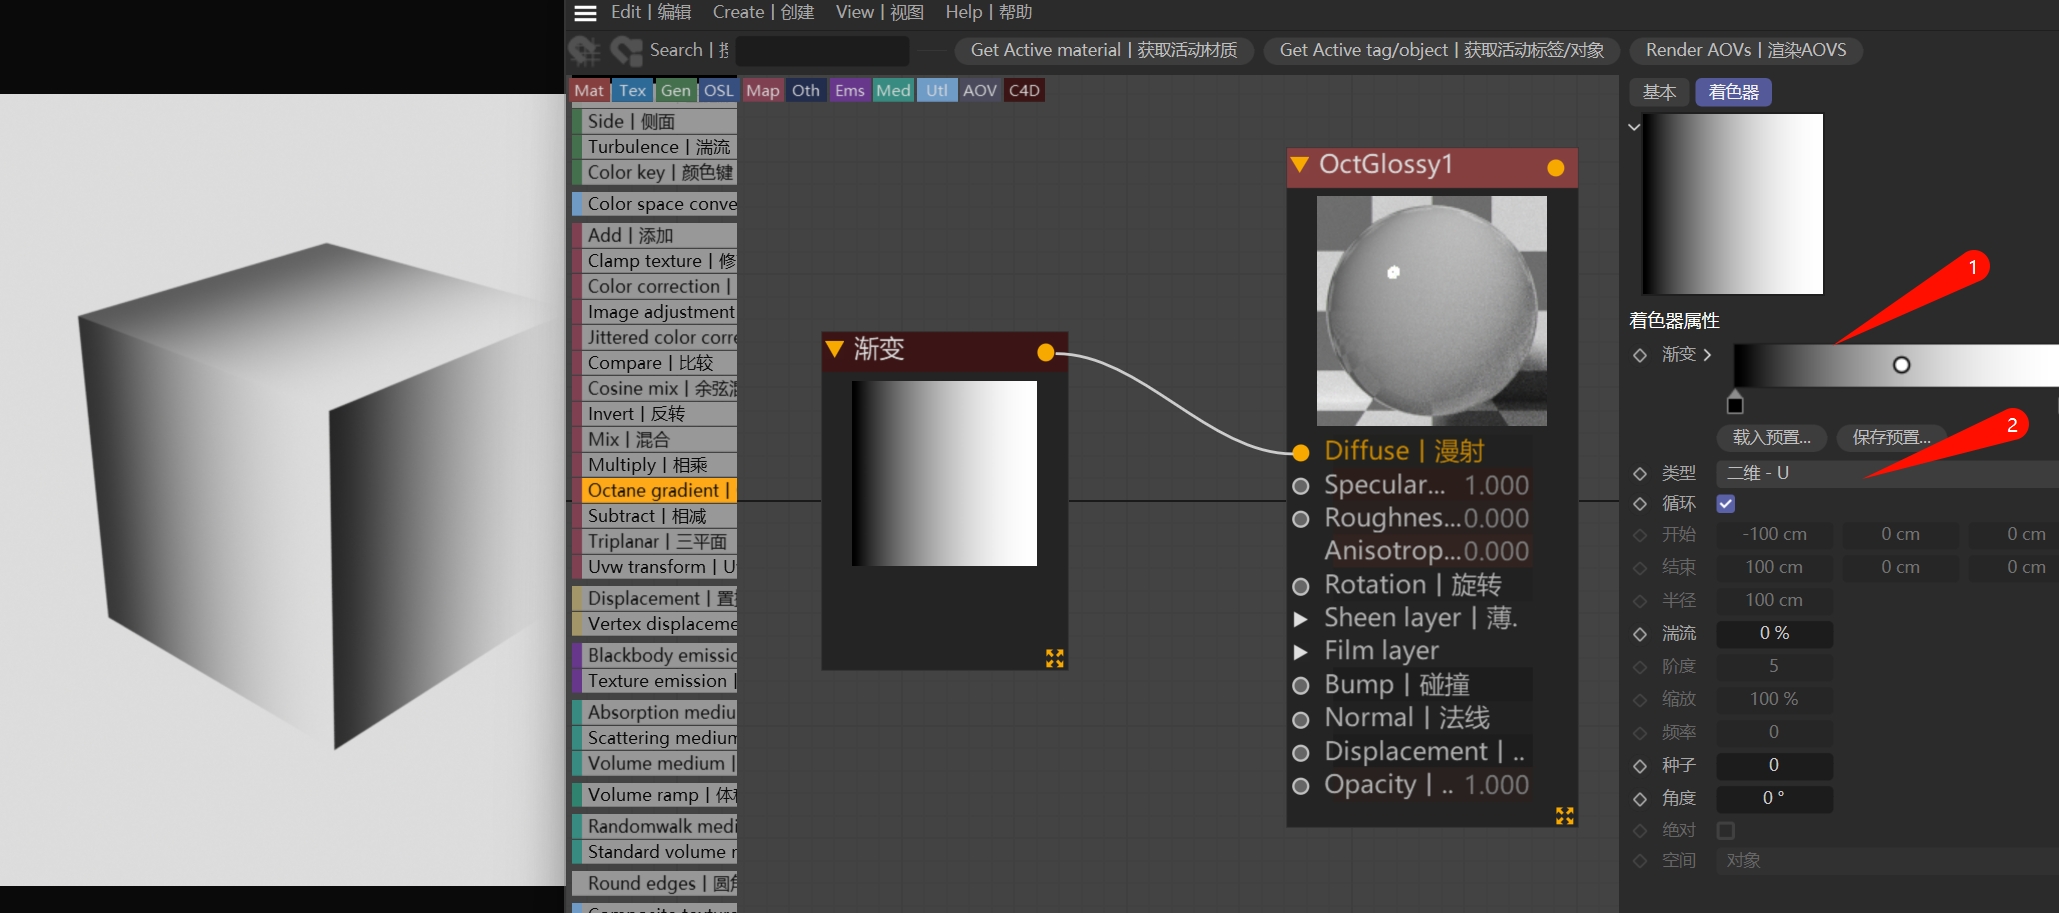 Edit | 编辑 Create | 创建 View | 视图 Help | 帮助
Search | 搜 Get Active material | 获取活动材质 Get Active tag/object | 获取活动标签/对象 Render AOVs | 渲染AOVS
Mat Tex Gen OSL Map Oth Ems Med Utl AOV C4D
Side | 侧面
Turbulence | 湍流
Color key | 颜色键
Color space conve
Add | 添加
Clamp texture | 修
Color correction |
Image adjustment
Jittered color corre
Compare | 比较
Cosine mix | 余弦混
Invert | 反转
Mix | 混合
Multiply | 相乘
Octane gradient |
Subtract | 相减
Triplanar | 三平面
Uvw transform | U
Displacement | 置
Vertex displaceme
Blackbody emissio
Texture emission |
Absorption mediu
Scattering medium
Volume medium |
Volume ramp | 体
Randomwalk medi
Standard volume
Round edges | 圆角
渐变
OctGlossy1
Diffuse | 漫射
Specular... 1.000
Roughnes...0.000
Anisotrop...0.000
Rotation | 旋转
Sheen layer | 薄.
Film layer
Bump | 碰撞
Normal | 法线
Displacement | ..
Opacity | .. 1.000
基本 着色器
1
着色器属性
渐变
载入预置... 保存预置...
2
类型 二维 - U
循环
开始 -100 cm 0 cm 0 cm
结束 100 cm 0 cm 0 cm
半径 100 cm
湍流 0 %
阶度 5
缩放 100 %
频率 0
种子 0
角度 0 °
绝对
空间 对象